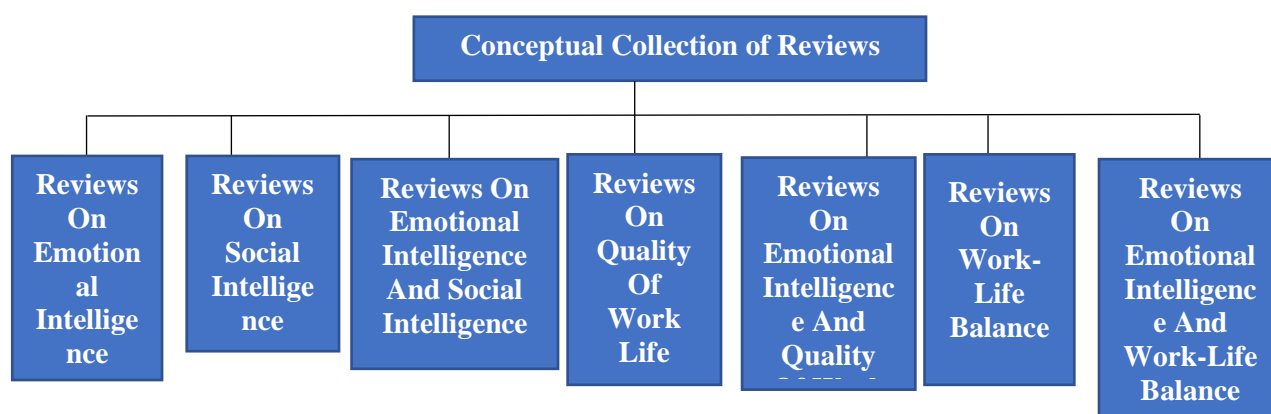 Conceptual Collection of Reviews
Reviews
On
Emotion
al
Intellige
nce
Reviews
On
Social
Intellige
nce
Reviews On
Emotional
Intelligence
And Social
Intelligence
Reviews
On
Quality
Of
Work
Life
Reviews
On
Emotional
Intelligenc
e And
Quality
Reviews
On
Work-
Life
Balance
Reviews
On
Emotional
Intelligenc
e And
Work-Life
Balance